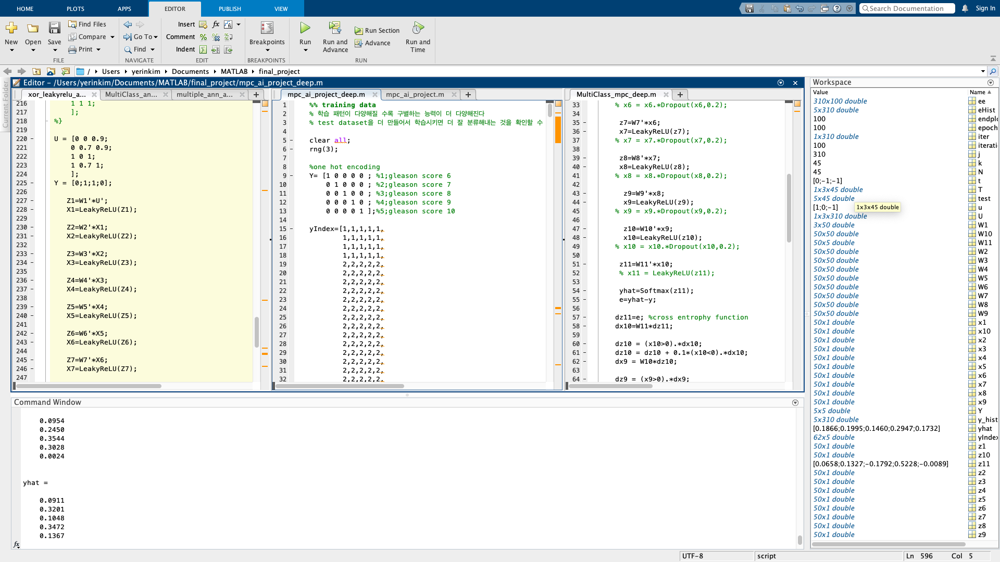 HOME PLOTS APPS EDITOR PUBLISH VIEW
Search Documentation Sign In
New Open Save
Find Files
Compare
Print
FILE
Go To
Find
NAVIGATE
Insert fx
Comment
Indent
EDIT
Breakpoints
BREAKPOINTS
Run
Run and Advance
Run Section
Advance
Run and Time
RUN
/ Users yerinkim Documents MATLAB final_project
Current Folder
Editor - /Users/yerinkim/Documents/MATLAB/final_project/mpc_ai_project_deep.m
xor_leakyrelu_a... MultiClass_an... multiple_ann_a...
216 1 1 1;
217 ];
218 %}
219
220 U = [0 0 0.9;
221 0 0.7 0.9;
222 1 0 1;
223 1 0.7 1;
224 ];
225 Y = [0;1;1;0];
226
227 Z1=W1'*U';
228 X1=LeakyReLU(Z1);
229
230 Z2=W2'*X1;
231 X2=LeakyReLU(Z2);
232
233 Z3=W3'*X2;
234 X3=LeakyReLU(Z3);
235
236 Z4=W4'*X3;
237 X4=LeakyReLU(Z4);
238
239 Z5=W5'*X4;
240 X5=LeakyReLU(Z5);
241
242 Z6=W6'*X5;
243 X6=LeakyReLU(Z6);
244
245 Z7=W7'*X6;
246 X7=LeakyReLU(Z7);
247
mpc_ai_project_deep.m mpc_ai_project.m
1 %% training data
2 % 학습 패턴이 다양해질 수록 구별하는 능력이 더 다양해진다
3 % test dataset을 더 만들어서 학습시키면 더 잘 분류해내는 것을 확인할 수
4
5 clear all;
6 rng(3);
7
8 %one hot encoding
9 Y= [1 0 0 0 0 ; %1;gleason score 6
10 0 1 0 0 0 ; %2;gleason score 7
11 0 0 1 0 0 ; %3;gleason score 8
12 0 0 0 1 0 ; %4;gleason score 9
13 0 0 0 0 1 ];%5;gleason score 10
14
15 yIndex=[1,1,1,1,1,
16 1,1,1,1,1,
17 1,1,1,1,1,
18 1,1,1,1,1,
19 2,2,2,2,2,
20 2,2,2,2,2,
21 2,2,2,2,2,
22 2,2,2,2,2,
23 2,2,2,2,2,
24 2,2,2,2,2,
25 2,2,2,2,2,
26 2,2,2,2,2,
27 2,2,2,2,2,
28 2,2,2,2,2,
29 2,2,2,2,2,
30 2,2,2,2,2,
31 2,2,2,2,2,
32 2,2,2,2,2,
MultiClass_mpc_deep.m
33 % x6 = x6.*Dropout(x6,0.2);
34
35 z7=W7'*x6;
36 x7=LeakyReLU(z7);
37 % x7 = x7.*Dropout(x7,0.2);
38
39 z8=W8'*x7;
40 x8=LeakyReLU(z8);
41 % x8 = x8.*Dropout(x8,0.2);
42
43 z9=W9'*x8;
44 x9=LeakyReLU(z9);
45 % x9 = x9.*Dropout(x9,0.2);
46
47 z10=W10'*x9;
48 x10=LeakyReLU(z10);
49 % x10 = x10.*Dropout(x10,0.2);
50
51 z11=W11'*x10;
52 % x11 = LeakyReLU(z11);
53
54 yhat=Softmax(z11);
55 e=yhat-y;
56
57 dz11=e; %cross entrophy function
58 dx10=W11*dz11;
59
60 dz10 = (x10>0).*dx10;
61 dz10 = dz10 + 0.1*(x10<0).*dx10;
62 dx9 = W10*dz10;
63
64 dz9 = (x9>0).*dx9;
Command Window
0.0954
0.2450
0.3544
0.3028
0.0024
yhat =
0.0911
0.3201
0.1048
0.3472
0.1367
fx
Workspace
Value Name
310x100 double ee
5x310 double eHist
100 endplo
100 epoch
1x310 double iter
100 iterati
310 j
45 k
45 N
[0;-1;-1] t
1x3x45 double T
5x45 double test
[1;0;-1] u
1x3x45 double
1x3x310 double U
3x50 double W1
50x50 double W10
50x5 double W11
50x50 double W2
50x50 double W3
50x50 double W4
50x50 double W5
50x50 double W6
50x50 double W7
50x50 double W8
50x50 double W9
50x1 double x1
50x1 double x10
50x1 double x2
50x1 double x3
50x1 double x4
50x1 double x5
50x1 double x6
50x1 double x7
50x1 double x8
50x1 double x9
5x5 double Y
5x310 double y_hist
[0.1866;0.1995;0.1460;0.2947;0.1732] yhat
62x5 double yIndex
50x1 double z1
50x1 double z10
[0.0658;0.1327;-0.1792;0.5228;-0.0089] z11
50x1 double z2
50x1 double z3
50x1 double z4
50x1 double z5
50x1 double z6
50x1 double z7
50x1 double z8
50x1 double z9
UTF-8 script Ln 596 Col 5